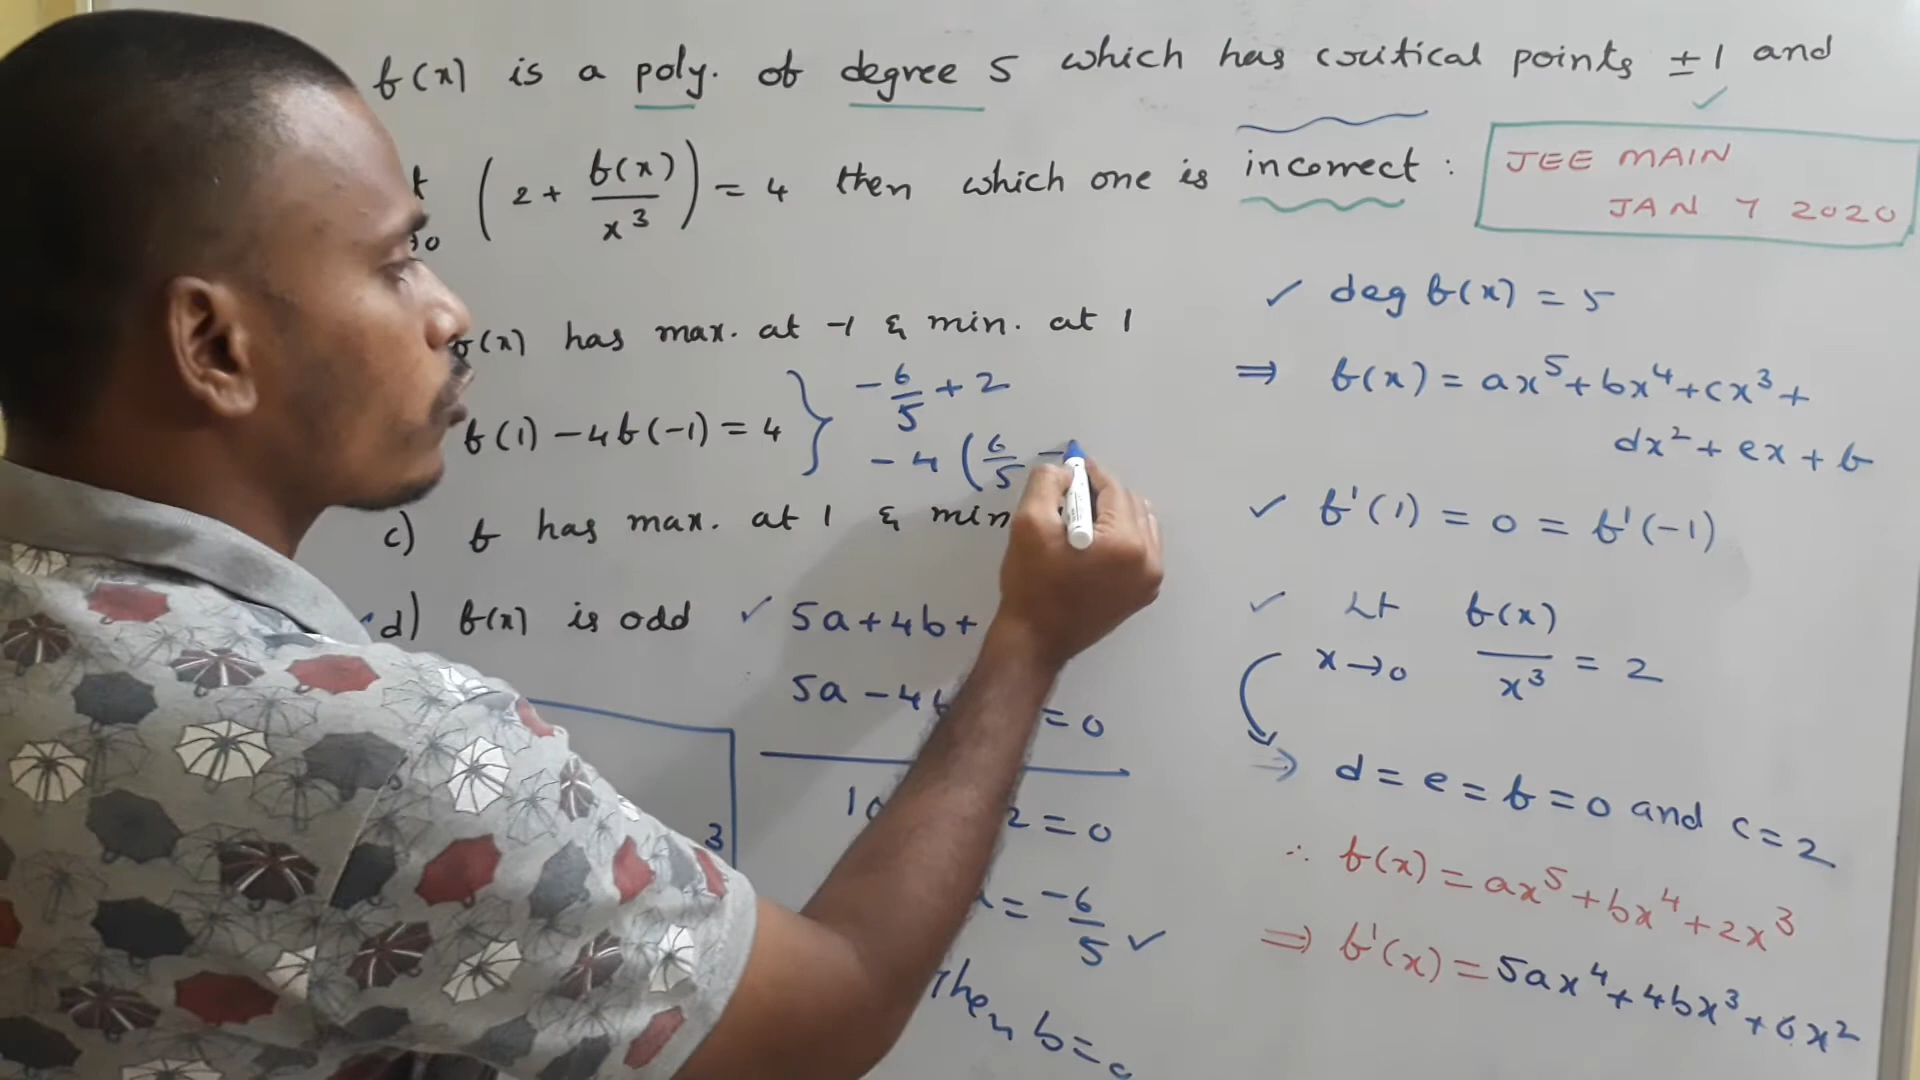 f(x) is a poly. of degree 5 which has critical points ±1 and
( 2 + f(x)/x³ ) = 4 then which one is incorrect :
→0
JEE MAIN
JAN 7 2020
f(x) has max. at -1 & min. at 1
f(1) - 4f(-1) = 4 } -6/5 + 2
-4 ( 6/5 -
c) f has max. at 1 & min
d) f(x) is odd
✓ 5a + 4b +
5a - 4b = 0
2 = 0
= -6/5 ✓
Then b =
3
✓ deg f(x) = 5
⇒ f(x) = ax⁵ + bx⁴ + cx³ +
dx² + ex + f
✓ f'(1) = 0 = f'(-1)
✓ Lt x→0 f(x)/x³ = 2
⇒ d = e = f = 0 and c = 2
∴ f(x) = ax⁵ + bx⁴ + 2x³
⇒ f'(x) = 5ax⁴ + 4bx³ + 6x²